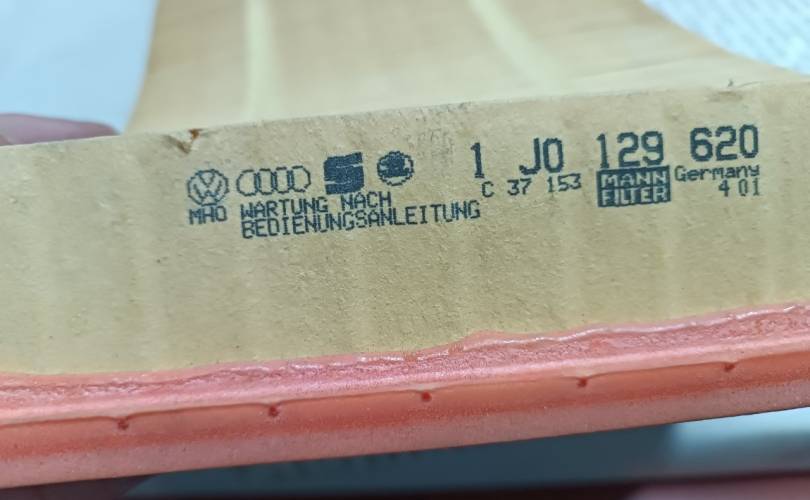 1 J0 129 620
C 37 153 MANN FILTER Germany
4 01
MHO WARTUNG NACH
BEDIENUNGSANLEITUNG